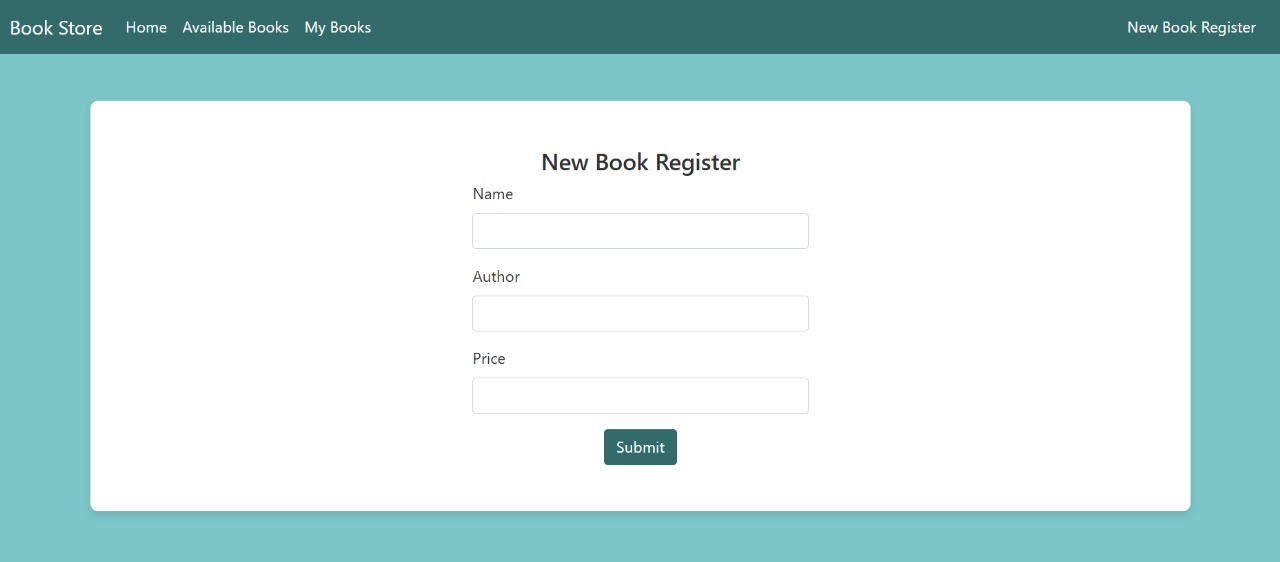 Book Store Home Available Books My Books New Book Register
New Book Register
Name
Author
Price
Submit